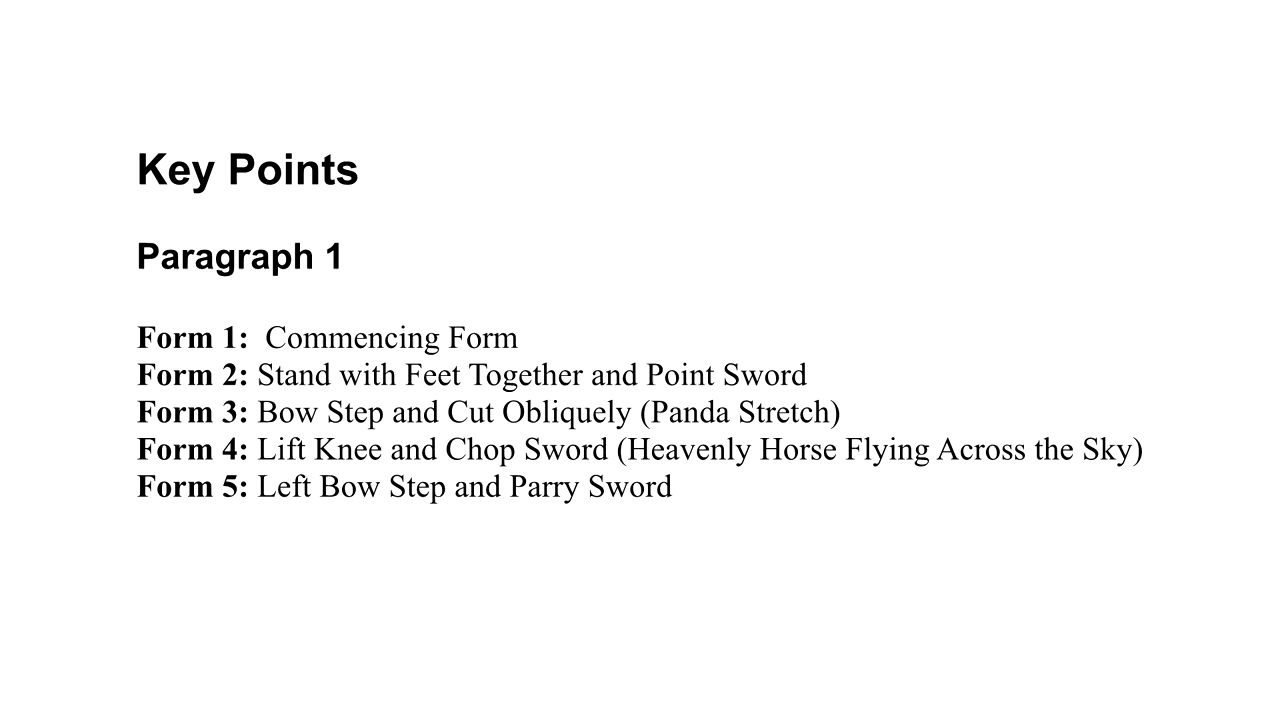 Key Points
Paragraph 1
Form 1:  Commencing Form
Form 2: Stand with Feet Together and Point Sword
Form 3: Bow Step and Cut Obliquely (Panda Stretch)
Form 4: Lift Knee and Chop Sword (Heavenly Horse Flying Across the Sky)
Form 5: Left Bow Step and Parry Sword